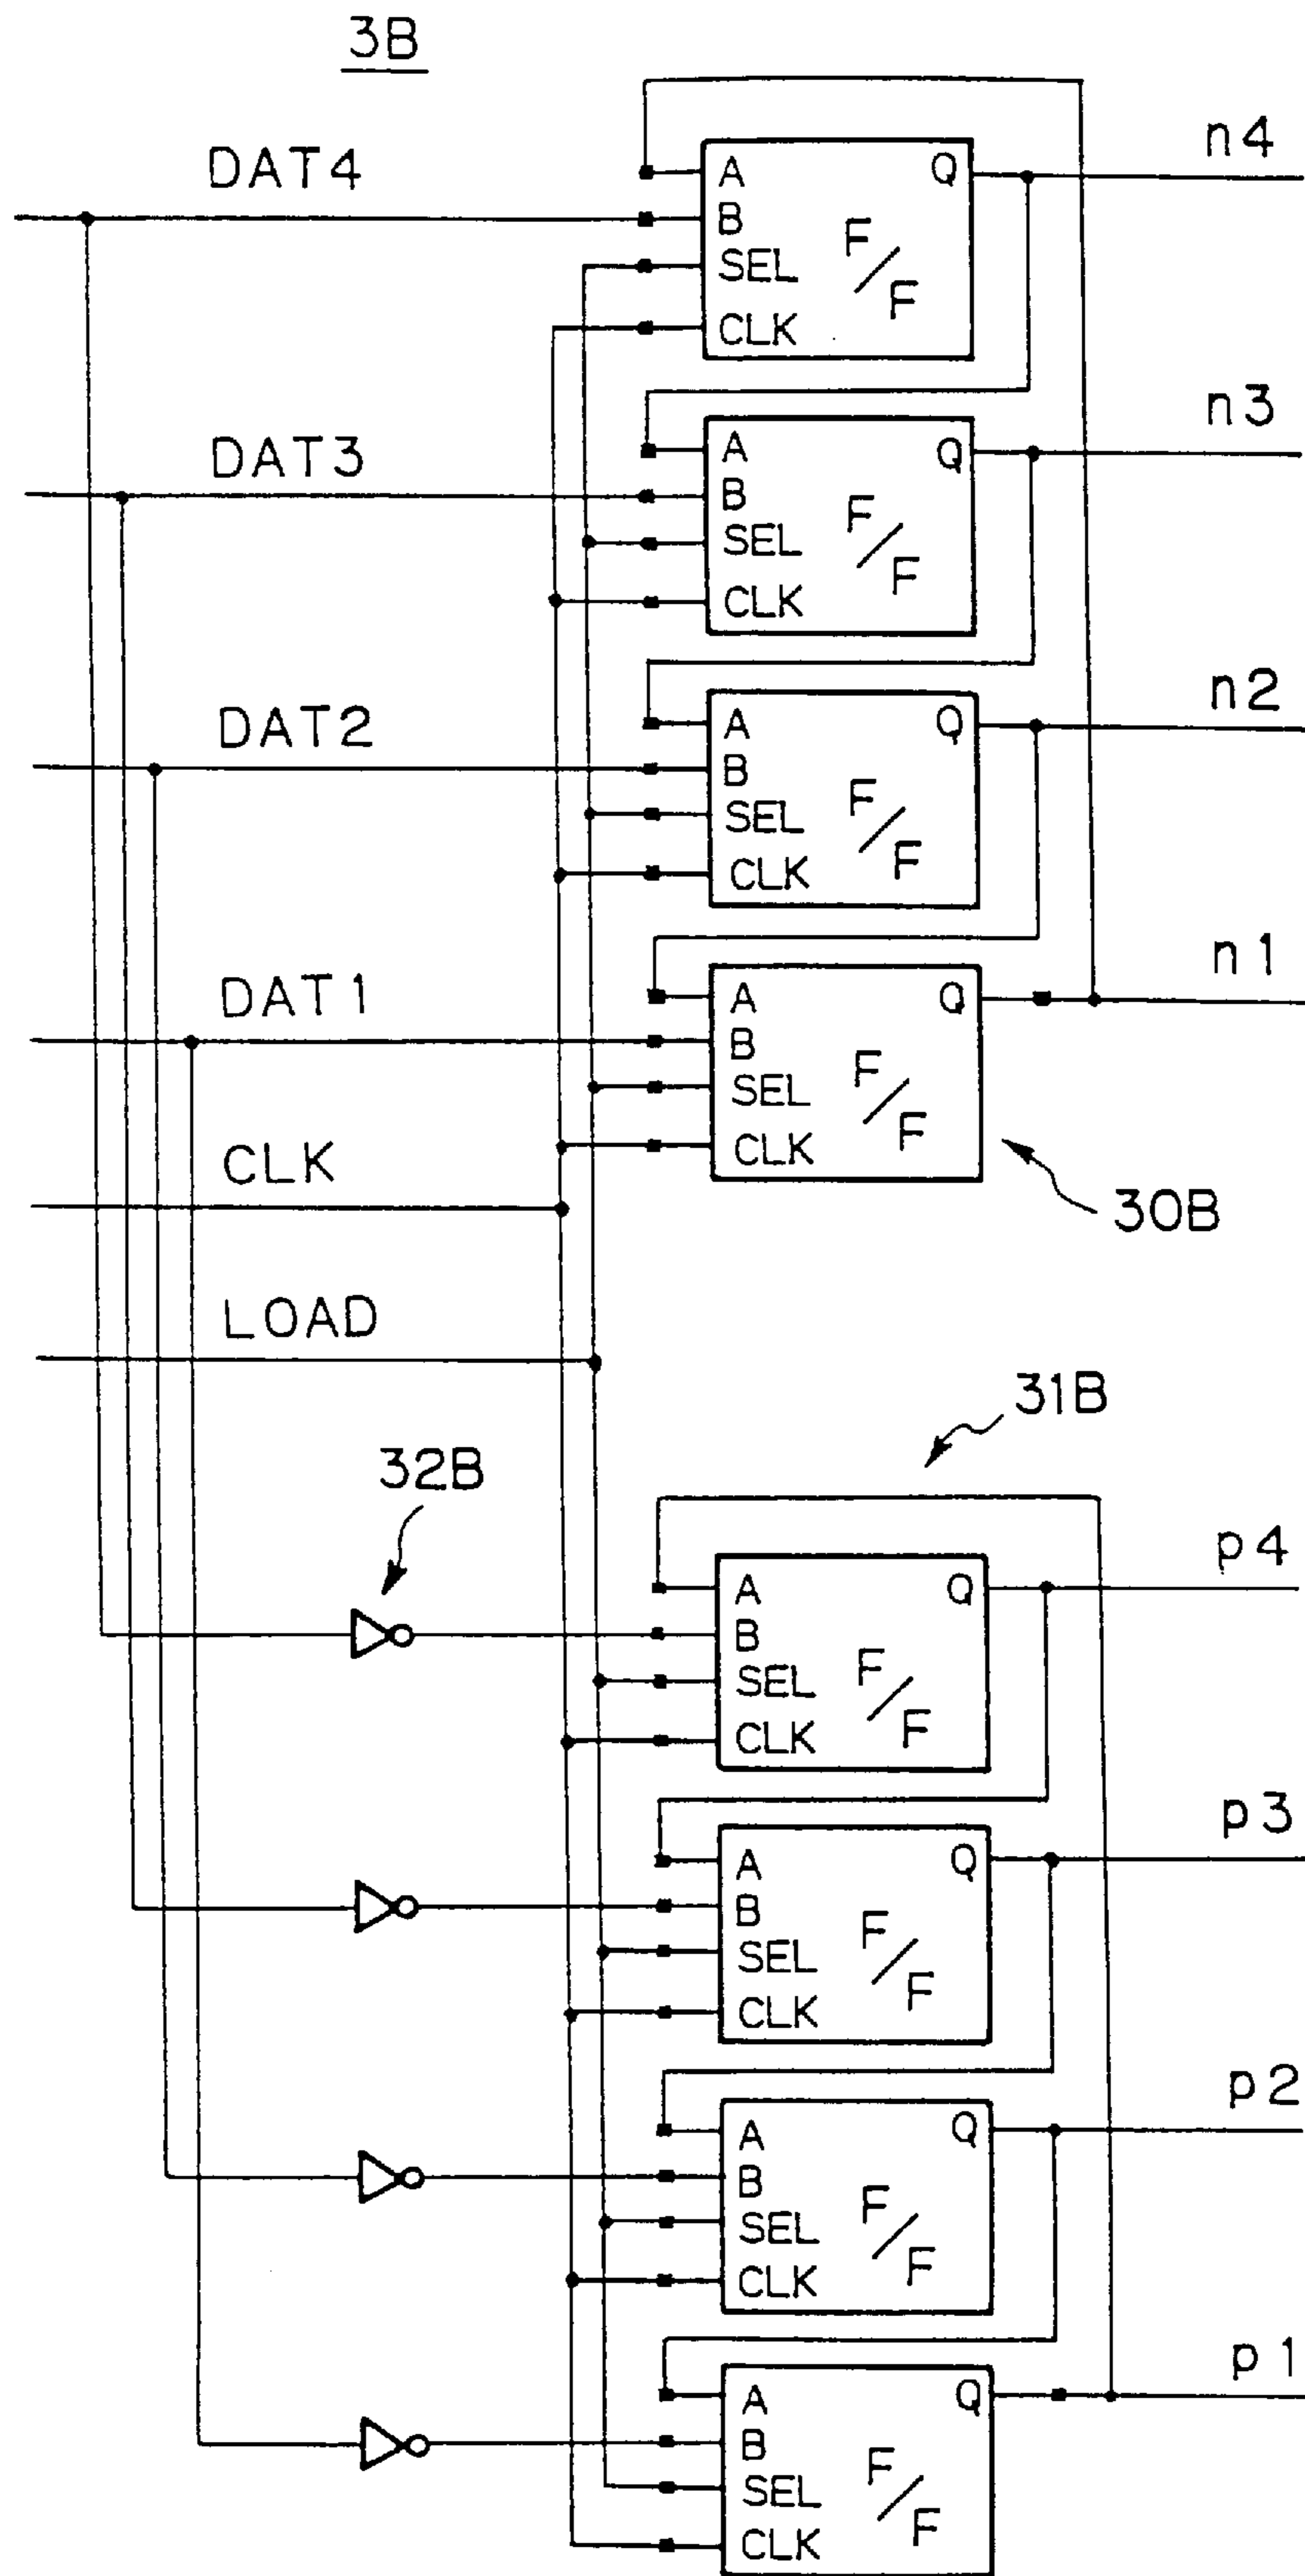 3B
DAT4
A
B
SEL
CLK
Q
F/F
n4
DAT3
A
B
SEL
CLK
Q
F/F
n3
DAT2
A
B
SEL
CLK
Q
F/F
n2
DAT1
A
B
SEL
CLK
Q
F/F
n1
CLK
30B
LOAD
31B
32B
A
B
SEL
CLK
Q
F/F
p4
A
B
SEL
CLK
Q
F/F
p3
A
B
SEL
CLK
Q
F/F
p2
A
B
SEL
CLK
Q
F/F
p1